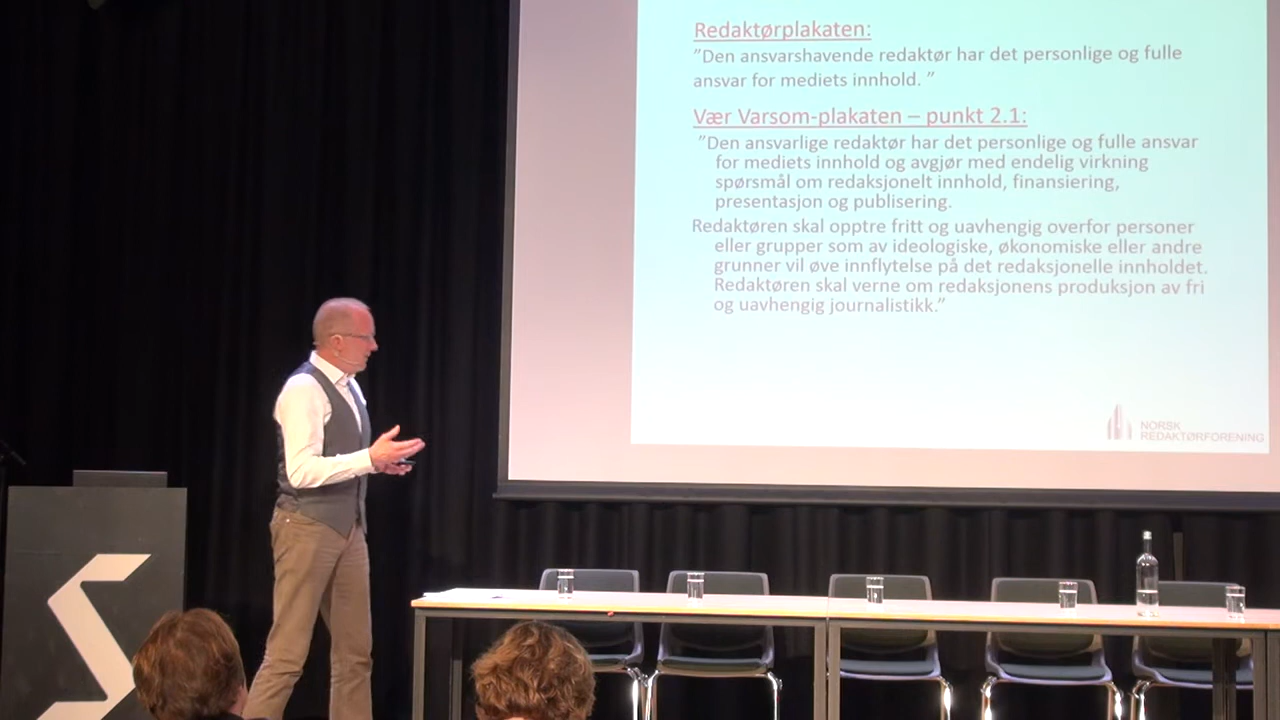 Redaktørplakaten:
”Den ansvarshavende redaktør har det personlige og fulle
ansvar for mediets innhold. ”
Vær Varsom-plakaten – punkt 2.1:
”Den ansvarlige redaktør har det personlige og fulle ansvar
for mediets innhold og avgjør med endelig virkning
spørsmål om redaksjonelt innhold, finansiering,
presentasjon og publisering.
Redaktøren skal opptre fritt og uavhengig overfor personer
eller grupper som av ideologiske, økonomiske eller andre
grunner vil øve innflytelse på det redaksjonelle innholdet.
Redaktøren skal verne om redaksjonens produksjon av fri
og uavhengig journalistikk.”
NORSK
REDAKTØRFORENING